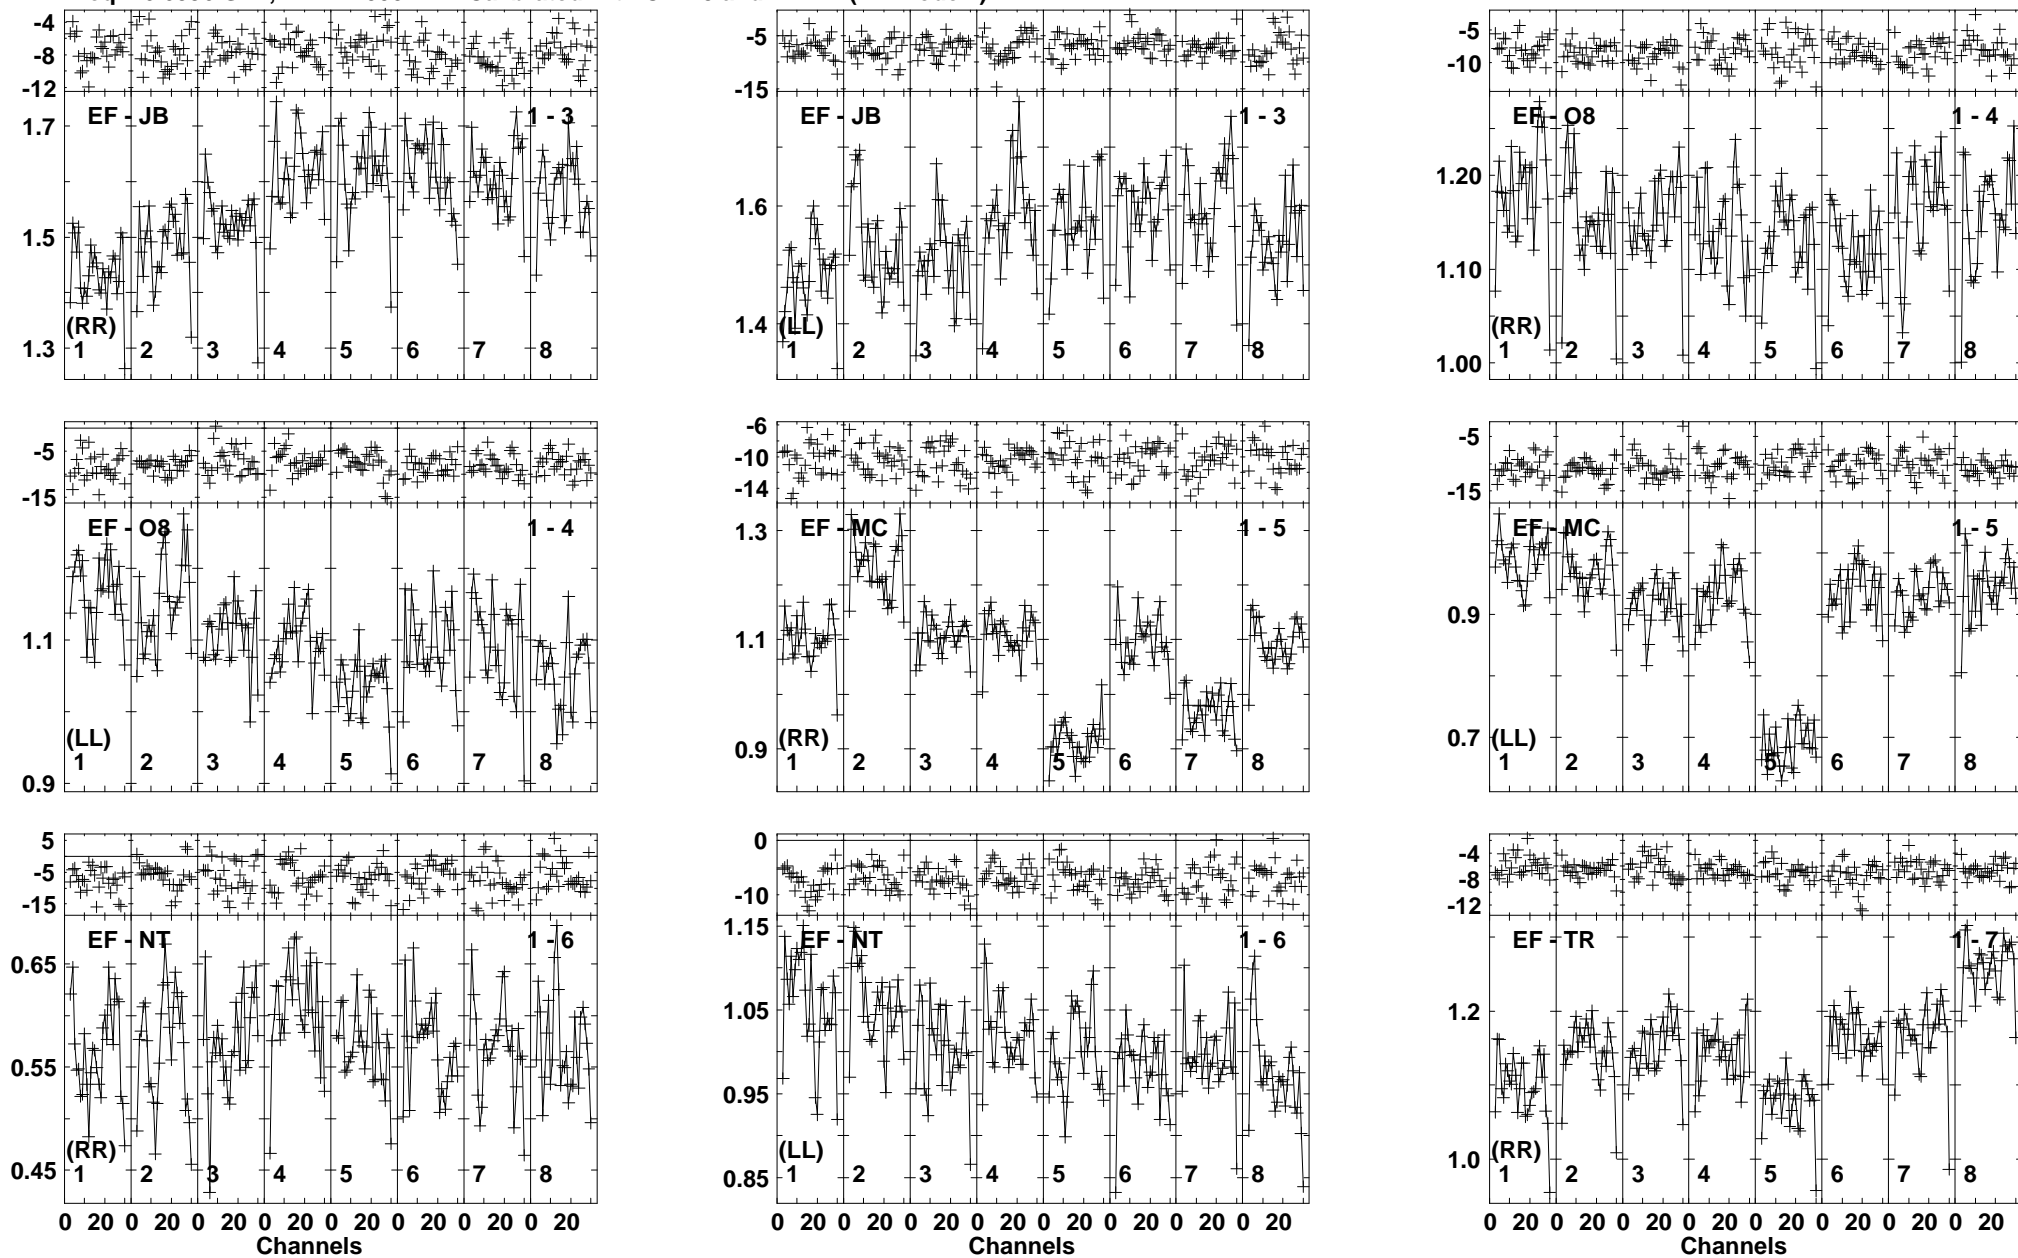 -4 -8 -12
EF - JB 1 - 3
1.7 1.5 1.3
(RR)
1 2 3 4 5 6 7 8
-5 -15
EF - JB 1 - 3
1.6 1.4
(LL)
1 2 3 4 5 6 7 8
-5 -10
EF - O8 1 - 4
1.20 1.10 1.00
(RR)
1 2 3 4 5 6 7 8
-5 -15
EF - O8 1 - 4
1.1 0.9
(LL)
1 2 3 4 5 6 7 8
-6 -10 -14
EF - MC 1 - 5
1.3 1.1 0.9
(RR)
1 2 3 4 5 6 7 8
-5 -15
EF - MC 1 - 5
0.9 0.7
(LL)
1 2 3 4 5 6 7 8
5 -5 -15
EF - NT 1 - 6
0.65 0.55 0.45
(RR)
1 2 3 4 5 6 7 8
0 20 0 20 0 20 0 20 0 20 0 20 0 20 0 20
Channels
0 -10
EF - NT 1 - 6
1.15 1.05 0.95 0.85
(LL)
1 2 3 4 5 6 7 8
0 20 0 20 0 20 0 20 0 20 0 20 0 20 0 20
Channels
-4 -8 -12
EF - TR 1 - 7
1.2 1.0
(RR)
1 2 3 4 5 6 7 8
0 20 0 20 0 20 0 20 0 20 0 20 0 20 0 20
Channels